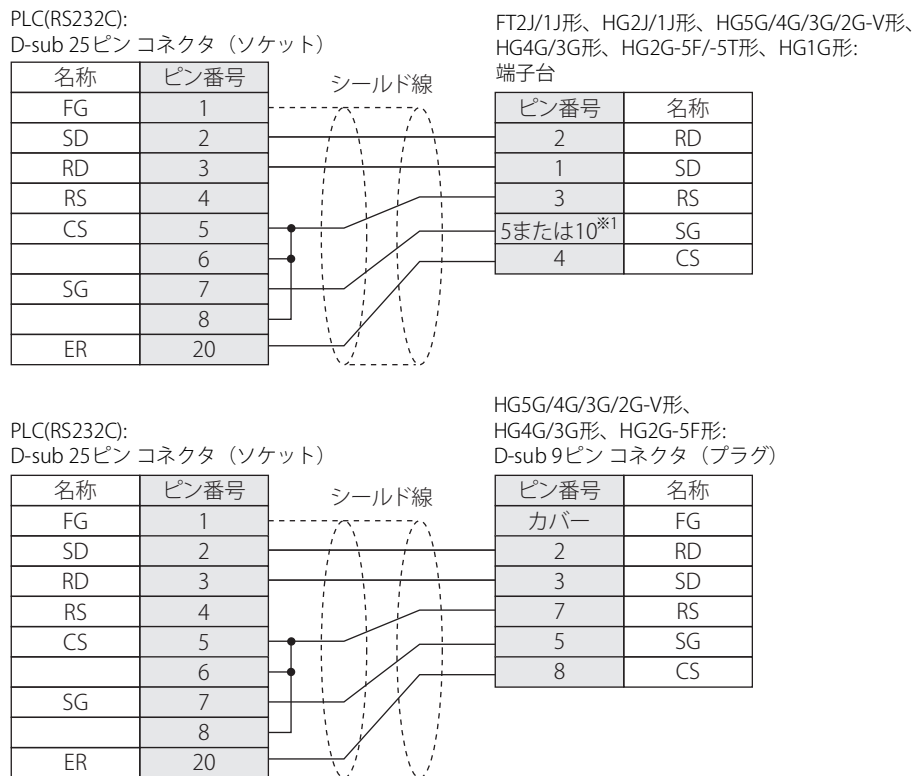 PLC(RS232C):
D-sub 25ピン コネクタ（ソケット）
FT2J/1J形、HG2J/1J形、HG5G/4G/3G/2G-V形、
HG4G/3G形、HG2G-5F/-5T形、HG1G形:
端子台
名称 ピン番号 シールド線 ピン番号 名称
FG 1
SD 2 2 RD
RD 3 1 SD
RS 4 3 RS
CS 5 5または10※1 SG
6 4 CS
SG 7
8
ER 20
PLC(RS232C):
D-sub 25ピン コネクタ（ソケット）
HG5G/4G/3G/2G-V形、
HG4G/3G形、HG2G-5F形:
D-sub 9ピン コネクタ（プラグ）
名称 ピン番号 シールド線 ピン番号 名称
FG 1 カバー FG
SD 2 2 RD
RD 3 3 SD
RS 4 7 RS
CS 5 5 SG
6 8 CS
SG 7
8
ER 20